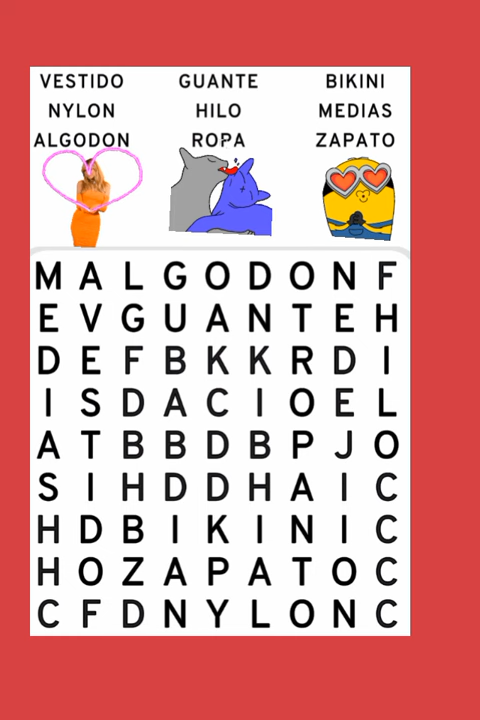 VESTIDO GUANTE BIKINI
NYLON HILO MEDIAS
ALGODON ROPA ZAPATO
M A L G O D O N F
E V G U A N T E H
D E F B K K R D I
I S D A C I O E L
A T B B D B P J O
S I H D D H A I C
H D B I K I N I C
H O Z A P A T O C
C F D N Y L O N C